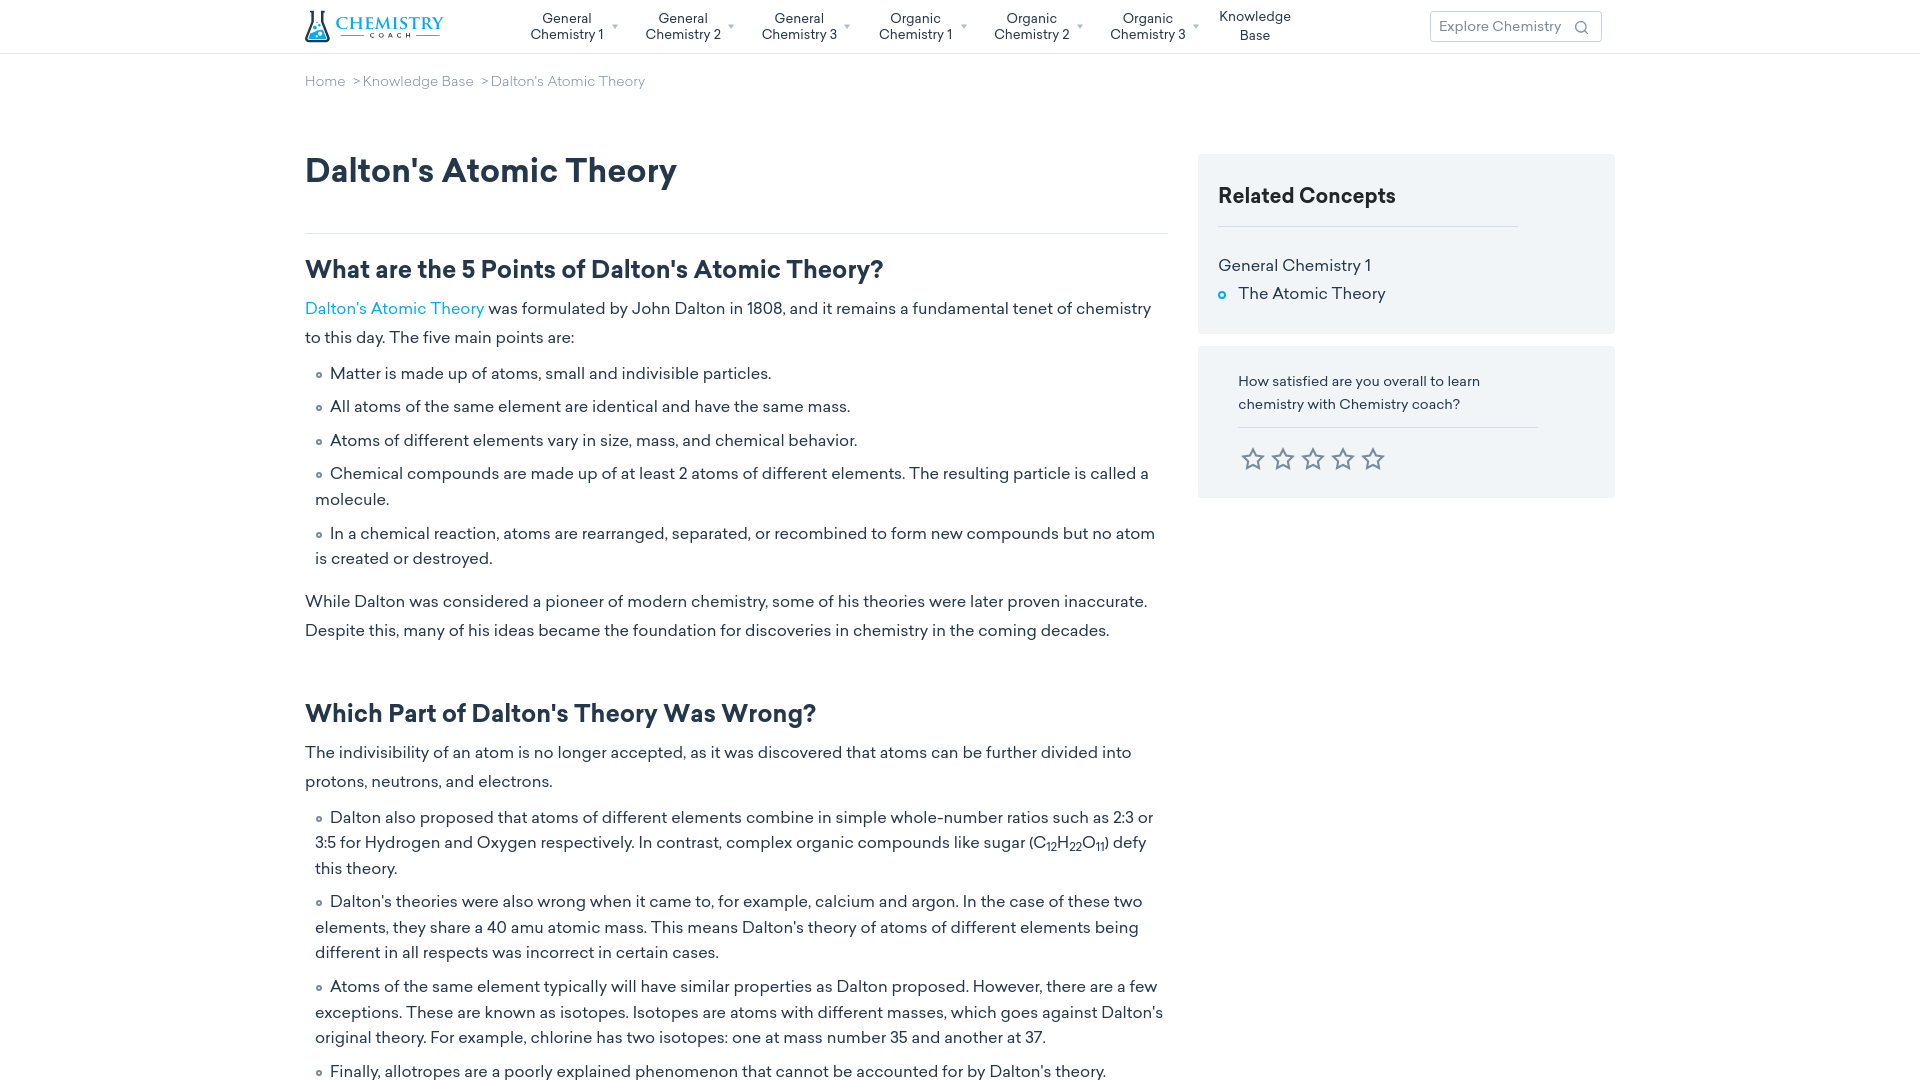 CHEMISTRY
COACH
General
Chemistry 1
General
Chemistry 2
General
Chemistry 3
Organic
Chemistry 1
Organic
Chemistry 2
Organic
Chemistry 3
Knowledge
Base
Explore Chemistry
Home > Knowledge Base > Dalton's Atomic Theory
Dalton's Atomic Theory
What are the 5 Points of Dalton's Atomic Theory?
Dalton's Atomic Theory was formulated by John Dalton in 1808, and it remains a fundamental tenet of chemistry
to this day. The five main points are:
Matter is made up of atoms, small and indivisible particles.
All atoms of the same element are identical and have the same mass.
Atoms of different elements vary in size, mass, and chemical behavior.
Chemical compounds are made up of at least 2 atoms of different elements. The resulting particle is called a
molecule.
In a chemical reaction, atoms are rearranged, separated, or recombined to form new compounds but no atom
is created or destroyed.
While Dalton was considered a pioneer of modern chemistry, some of his theories were later proven inaccurate.
Despite this, many of his ideas became the foundation for discoveries in chemistry in the coming decades.
Which Part of Dalton's Theory Was Wrong?
The indivisibility of an atom is no longer accepted, as it was discovered that atoms can be further divided into
protons, neutrons, and electrons.
Dalton also proposed that atoms of different elements combine in simple whole-number ratios such as 2:3 or
3:5 for Hydrogen and Oxygen respectively. In contrast, complex organic compounds like sugar (C₁₂H₂₂O₁₁) defy
this theory.
Dalton's theories were also wrong when it came to, for example, calcium and argon. In the case of these two
elements, they share a 40 amu atomic mass. This means Dalton's theory of atoms of different elements being
different in all respects was incorrect in certain cases.
Atoms of the same element typically will have similar properties as Dalton proposed. However, there are a few
exceptions. These are known as isotopes. Isotopes are atoms with different masses, which goes against Dalton's
original theory. For example, chlorine has two isotopes: one at mass number 35 and another at 37.
Finally, allotropes are a poorly explained phenomenon that cannot be accounted for by Dalton's theory.
Related Concepts
General Chemistry 1
The Atomic Theory
How satisfied are you overall to learn
chemistry with Chemistry coach?